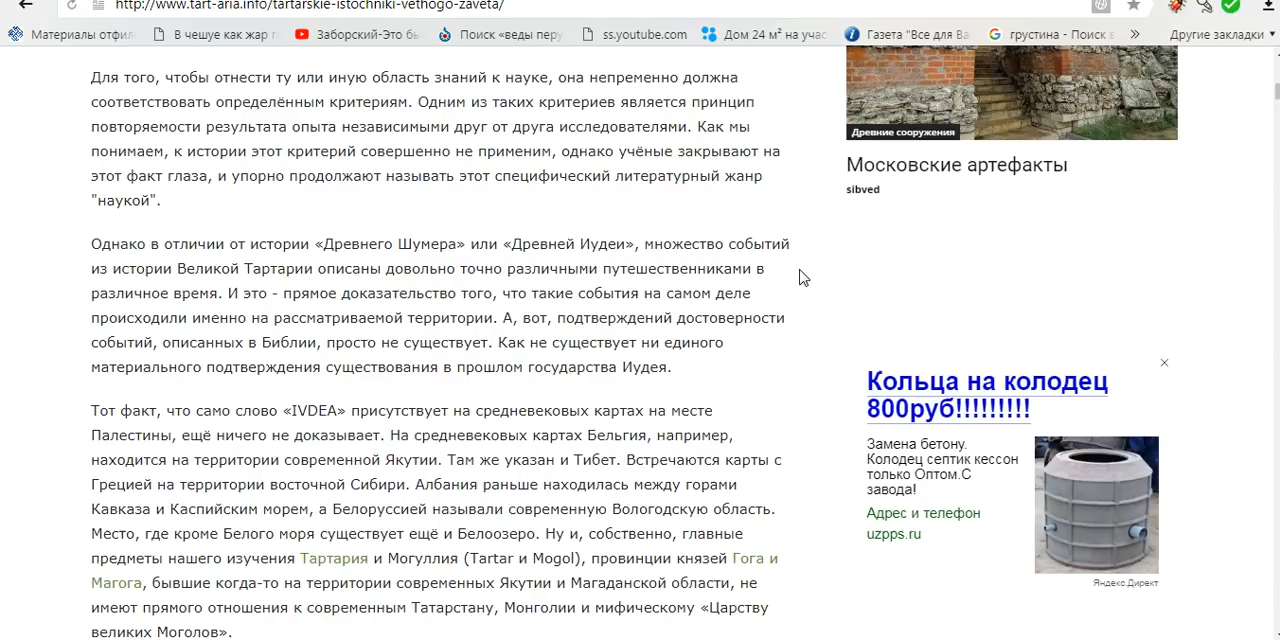 http://www.tart-aria.info/tartarskie-istochniki-vethogo-zaveta/
Материалы отфил
В чешуе как жар г
Заборский-Это бы
Поиск «веды перу
ss.youtube.com
Дом 24 м² на учас
Газета "Все для Ва
грустина - Поиск в
Другие закладки
Для того, чтобы отнести ту или иную область знаний к науке, она непременно должна
соответствовать определённым критериям. Одним из таких критериев является принцип
повторяемости результата опыта независимыми друг от друга исследователями. Как мы
понимаем, к истории этот критерий совершенно не применим, однако учёные закрывают на
этот факт глаза, и упорно продолжают называть этот специфический литературный жанр
"наукой".
Однако в отличии от истории «Древнего Шумера» или «Древней Иудеи», множество событий
из истории Великой Тартарии описаны довольно точно различными путешественниками в
различное время. И это - прямое доказательство того, что такие события на самом деле
происходили именно на рассматриваемой территории. А, вот, подтверждений достоверности
событий, описанных в Библии, просто не существует. Как не существует ни единого
материального подтверждения существования в прошлом государства Иудея.
Тот факт, что само слово «IVDEA» присутствует на средневековых картах на месте
Палестины, ещё ничего не доказывает. На средневековых картах Бельгия, например,
находится на территории современной Якутии. Там же указан и Тибет. Встречаются карты с
Грецией на территории восточной Сибири. Албания раньше находилась между горами
Кавказа и Каспийским морем, а Белоруссией называли современную Вологодскую область.
Место, где кроме Белого моря существует ещё и Белоозеро. Ну и, собственно, главные
предметы нашего изучения Тартария и Могуллия (Tartar и Mogol), провинции князей Гога и
Магога, бывшие когда-то на территории современных Якутии и Магаданской области, не
имеют прямого отношения к современным Татарстану, Монголии и мифическому «Царству
великих Моголов».
Древние сооружения
Московские артефакты
sibved
Кольца на колодец
800руб!!!!!!!!!
Замена бетону.
Колодец септик кессон
только Оптом.С
завода!
Адрес и телефон
uzpps.ru
Яндекс.Директ